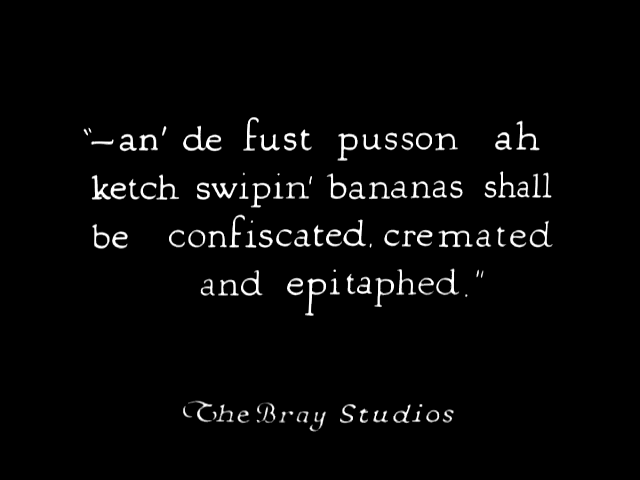 "—an' de fust pusson ah
ketch swipin' bananas shall
be confiscated, cremated
and epitaphed."
The Bray Studios